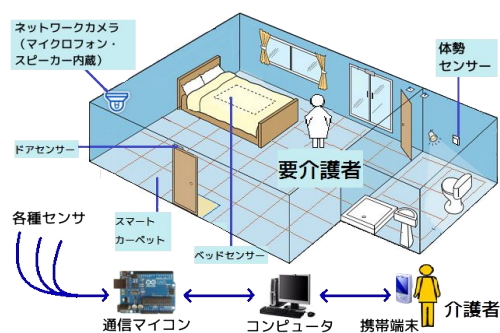 ネットワークカメラ
（マイクロフォン・
スピーカー内蔵）
体勢
センサー
要介護者
ドアセンサー
スマート
カーペット
ベッドセンサー
各種センサ
通信マイコン
コンピュータ
携帯端末
介護者